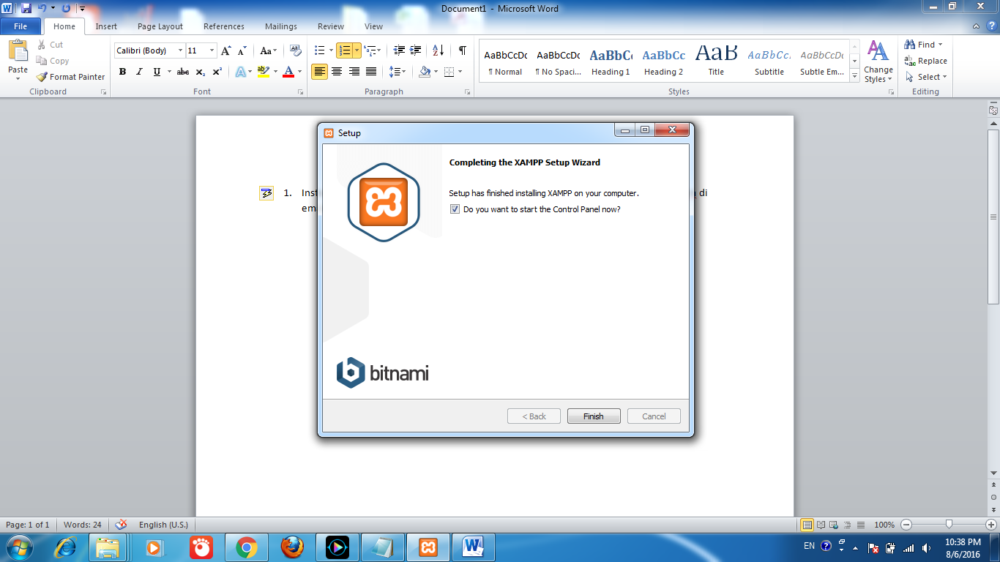 Document1 - Microsoft Word
File Home Insert Page Layout References Mailings Review View
Paste
Cut
Copy
Format Painter
Clipboard
Calibri (Body) 11
Aa
B I U abc x₂ x²
A A
Font
Paragraph
AaBbCcDc AaBbCcDc AaBbC AaBbCc AaB AaBbCc. AaBbCcDc
¶ Normal ¶ No Spaci... Heading 1 Heading 2 Title Subtitle Subtle Em...
Change
Styles
Styles
Find
Replace
Select
Editing
Setup
Completing the XAMPP Setup Wizard
Setup has finished installing XAMPP on your computer.
Do you want to start the Control Panel now?
bitnami
< Back Finish Cancel
1. di
Page: 1 of 1 Words: 24 English (U.S.) 100%
EN 10:38 PM
8/6/2016